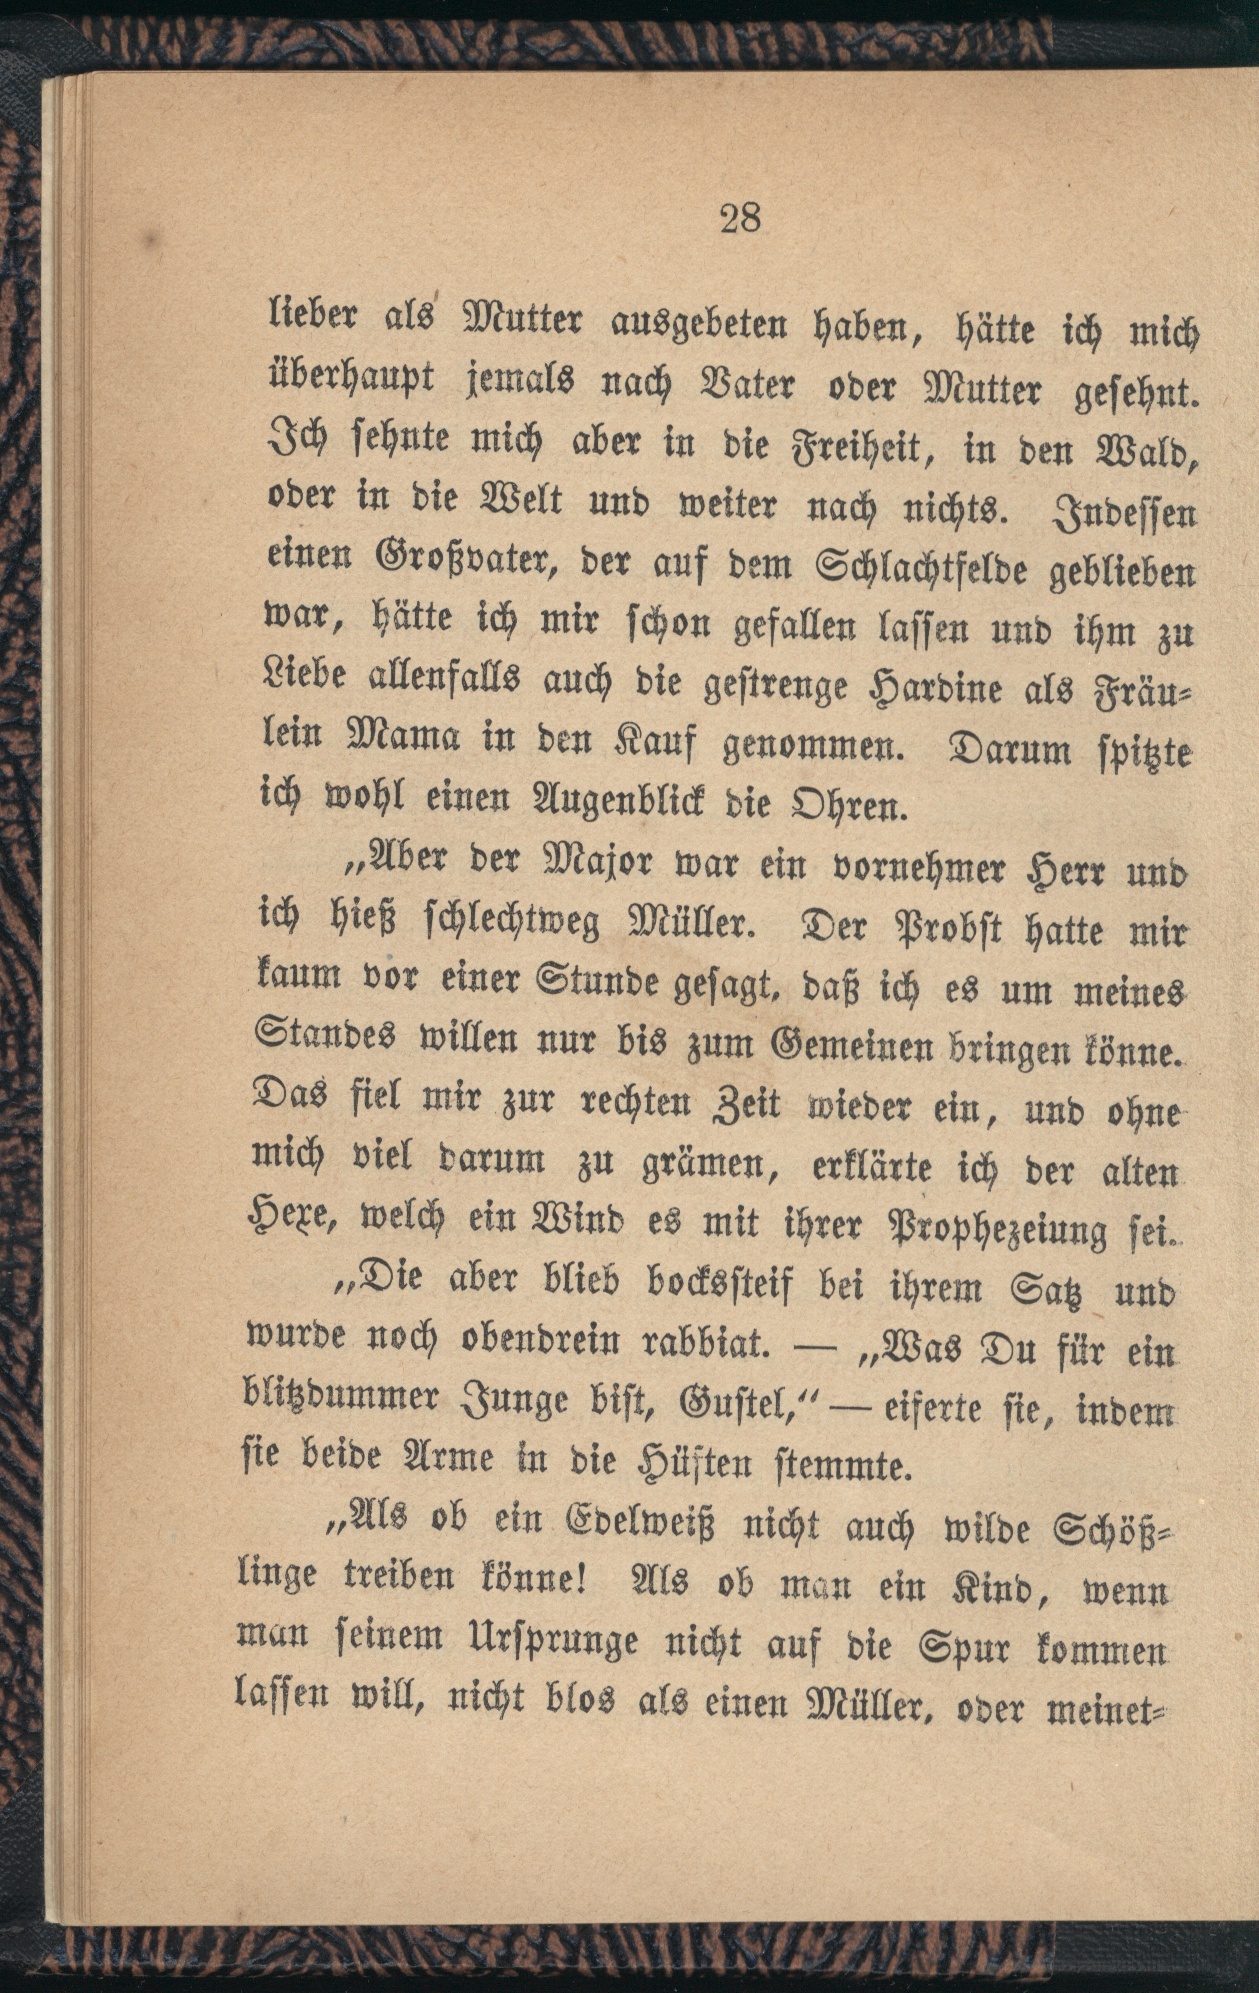 28
lieber als Mutter ausgebeten haben, hätte ich mich
überhaupt jemals nach Vater oder Mutter gesehnt.
Ich sehnte mich aber in die Freiheit, in den Wald,
oder in die Welt und weiter nach nichts. Indessen
einen Großvater, der auf dem Schlachtfelde geblieben
war, hätte ich mir schon gefallen lassen und ihm zu
Liebe allenfalls auch die gestrenge Hardine als Fräu-
lein Mama in den Kauf genommen. Darum spitzte
ich wohl einen Augenblick die Ohren.
„Aber der Major war ein vornehmer Herr und
ich hieß schlechtweg Müller. Der Probst hatte mir
kaum vor einer Stunde gesagt, daß ich es um meines
Standes willen nur bis zum Gemeinen bringen könne.
Das fiel mir zur rechten Zeit wieder ein, und ohne
mich viel darum zu grämen, erklärte ich der alten
Hexe, welch ein Wind es mit ihrer Prophezeiung sei.
„Die aber blieb bockssteif bei ihrem Satz und
wurde noch obendrein rabbiat. — „Was Du für ein
blitzdummer Junge bist, Gustel,“ — eiferte sie, indem
sie beide Arme in die Hüften stemmte.
„Als ob ein Edelweiß nicht auch wilde Schöß-
linge treiben könne! Als ob man ein Kind, wenn
man seinem Ursprunge nicht auf die Spur kommen
lassen will, nicht blos als einen Müller, oder meinet-